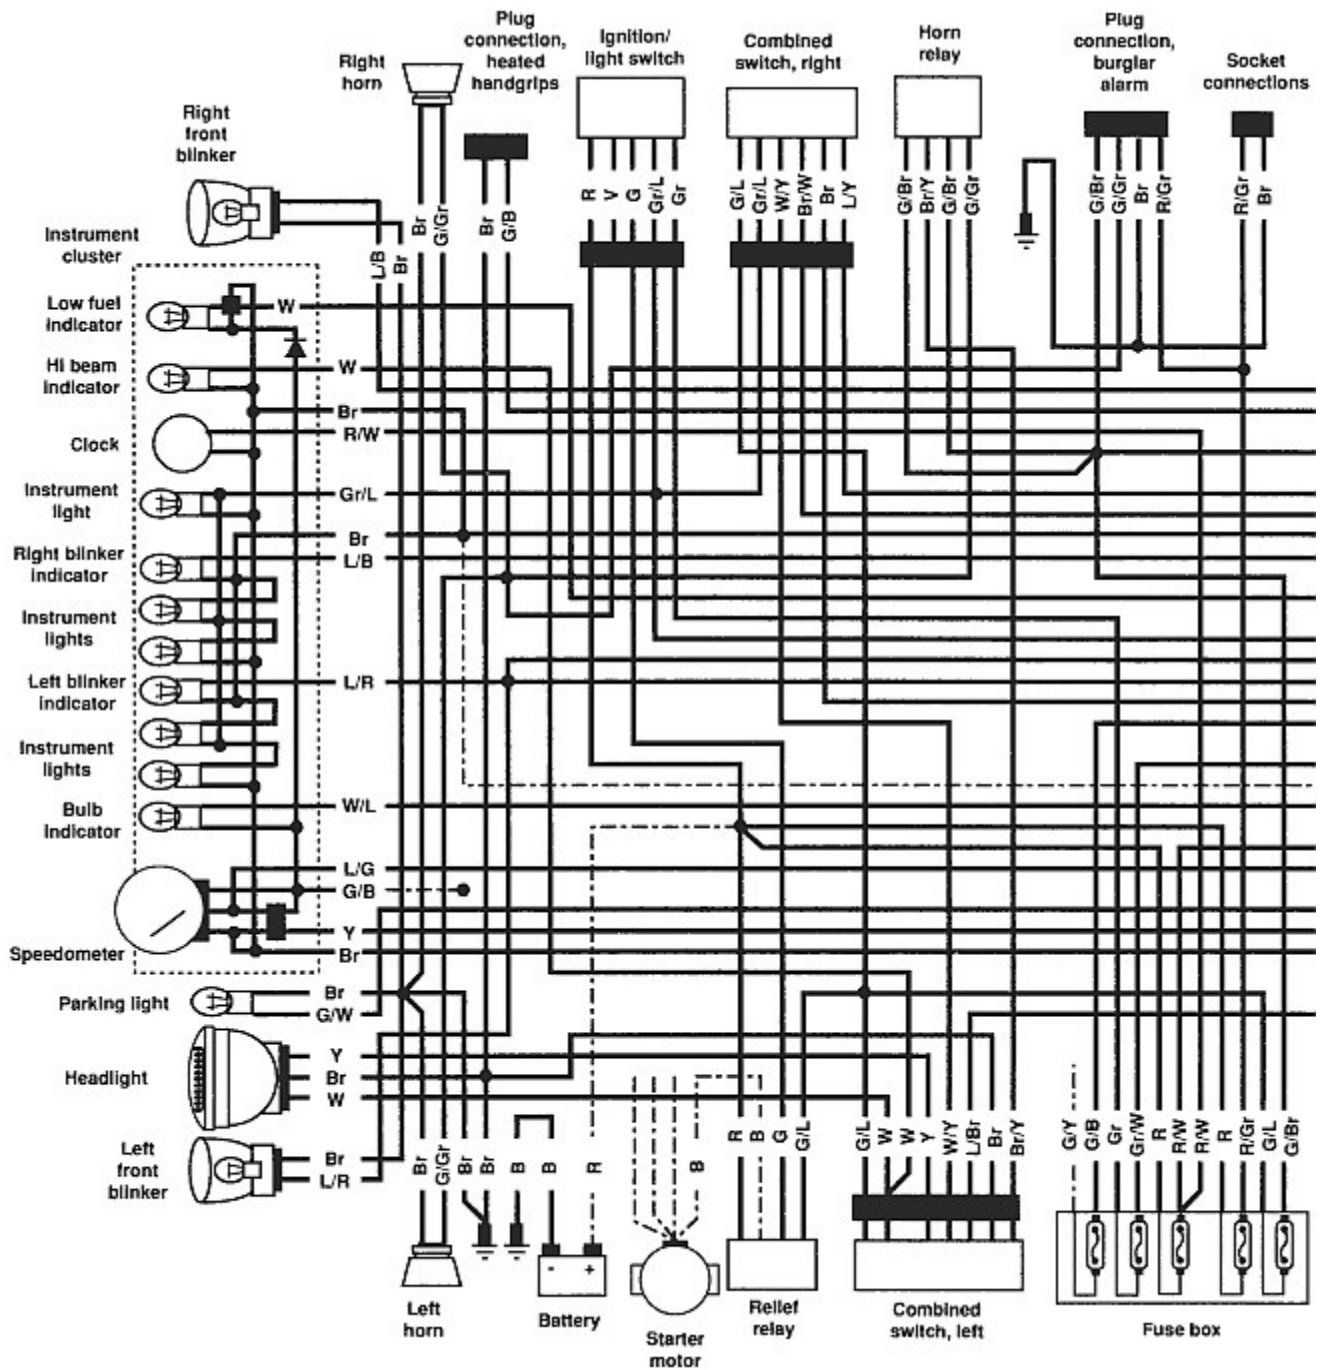 Plug
connection,
heated
handgrips
Ignition/
light switch
Combined
switch, right
Horn
relay
Plug
connection,
burglar
alarm
Socket
connections
Right
horn
Right
front
blinker
Instrument
cluster
R
V
G
Gr/L
Gr
G/L
Gr/L
W/Y
Br/W
Br
L/Y
G/Br
Br/Y
G/Br
G/Gr
G/Br
G/Gr
Br
R/Gr
R/Gr
Br
Br
G/Gr
Br
G/B
L/B
Br
Low fuel
indicator
W
Hi beam
indicator
W
Br
Clock
R/W
Instrument
light
Gr/L
Br
Right blinker
indicator
L/B
Instrument
lights
Left blinker
indicator
L/R
Instrument
lights
Bulb
indicator
W/L
L/G
G/B
Y
Speedometer
Br
Parking light
Br
G/W
Headlight
Y
Br
W
Left
front
blinker
Br
L/R
Br
G/Gr
Br
Br
B
B
R
B
R
B
G
G/L
G/L
W
W
Y
W/Y
L/Br
Br
Br/Y
G/Y
G/B
Gr
Gr/W
R
R/W
R/W
R
R/Gr
G/L
G/Br
-
+
Left
horn
Battery
Starter
motor
Relief
relay
Combined
switch, left
Fuse box